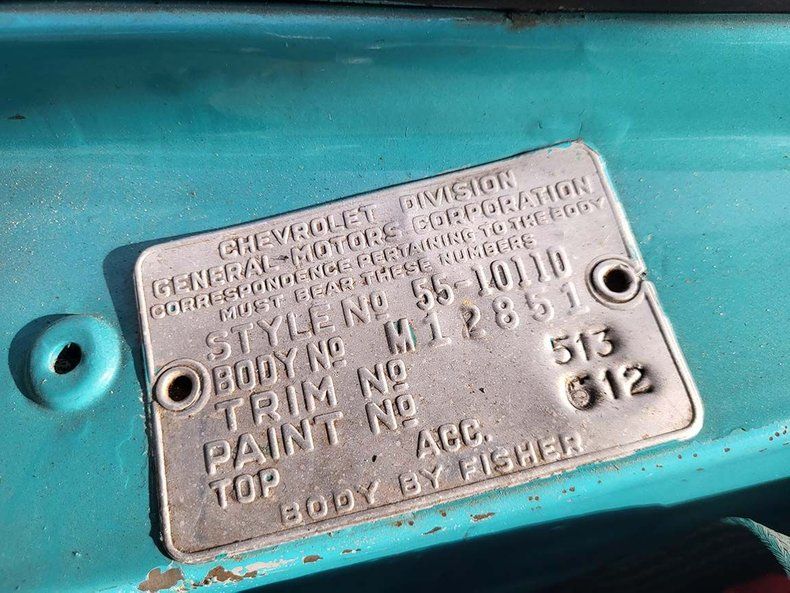 CHEVROLET DIVISION
GENERAL MOTORS CORPORATION
CORRESPONDENCE PERTAINING TO THE BODY
MUST BEAR THESE NUMBERS
STYLE Nº 55-1011D
BODY Nº M12851
TRIM Nº 513
PAINT Nº 612
TOP ACC.
BODY BY FISHER